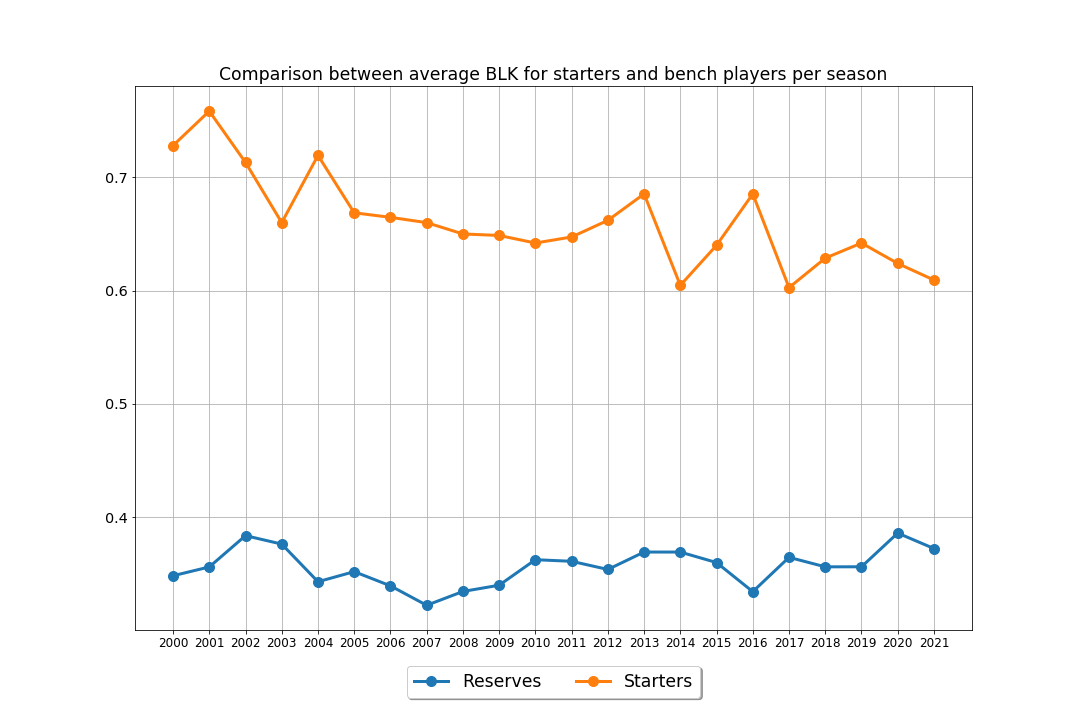 Comparison between average BLK for starters and bench players per season
0.7
0.6
0.5
0.4
2000 2001 2002 2003 2004 2005 2006 2007 2008 2009 2010 2011 2012 2013 2014 2015 2016 2017 2018 2019 2020 2021
Reserves Starters